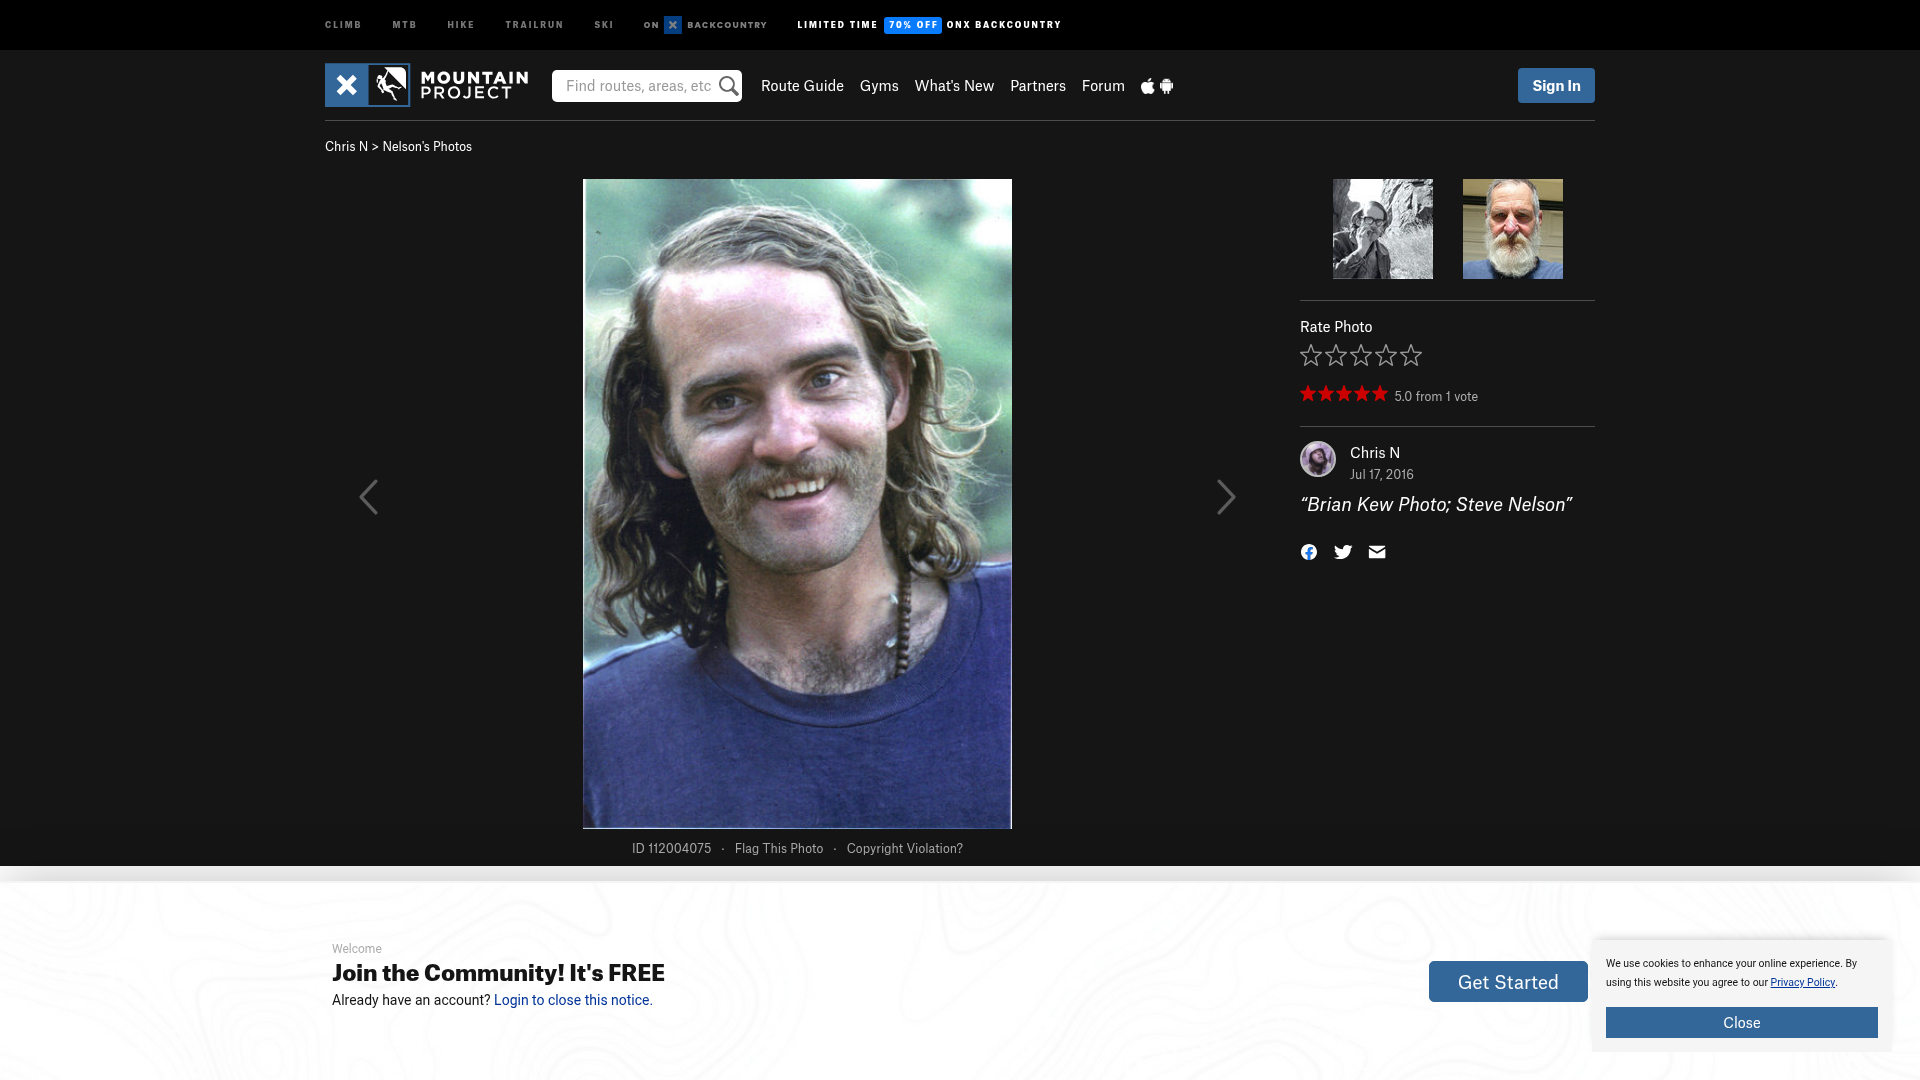 CLIMB MTB HIKE TRAILRUN SKI ON BACKCOUNTRY LIMITED TIME 70% OFF ONX BACKCOUNTRY
MOUNTAIN
PROJECT
Find routes, areas, etc
Route Guide Gyms What's New Partners Forum
Sign In
Chris N > Nelson's Photos
Rate Photo
5.0 from 1 vote
Chris N
Jul 17, 2016
“Brian Kew Photo; Steve Nelson”
ID 112004075 · Flag This Photo · Copyright Violation?
Welcome
Join the Community! It's FREE
Already have an account? Login to close this notice.
Get Started
We use cookies to enhance your online experience. By
using this website you agree to our Privacy Policy.
Close